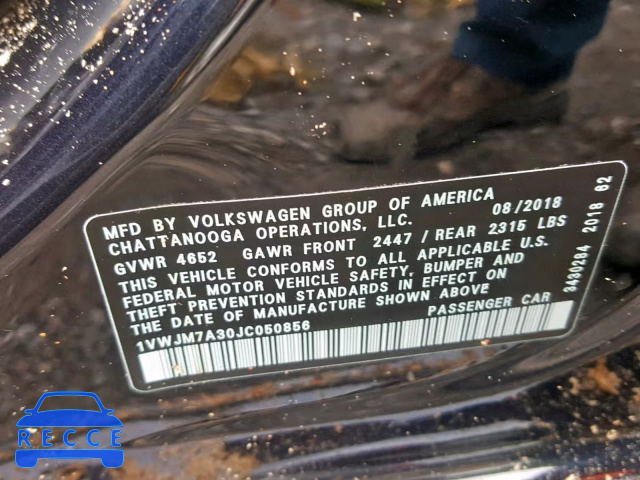 MFD BY VOLKSWAGEN GROUP OF AMERICA
CHATTANOOGA OPERATIONS, LLC. 08/2018
GVWR 4652 GAWR FRONT 2447 / REAR 2315 LBS
THIS VEHICLE CONFORMS TO ALL APPLICABLE U.S.
FEDERAL MOTOR VEHICLE SAFETY, BUMPER AND
THEFT PREVENTION STANDARDS IN EFFECT ON
THE DATE OF MANUFACTURE SHOWN ABOVE
1VWJM7A30JC050856 PASSENGER CAR
3490284 2018 62
RECCE